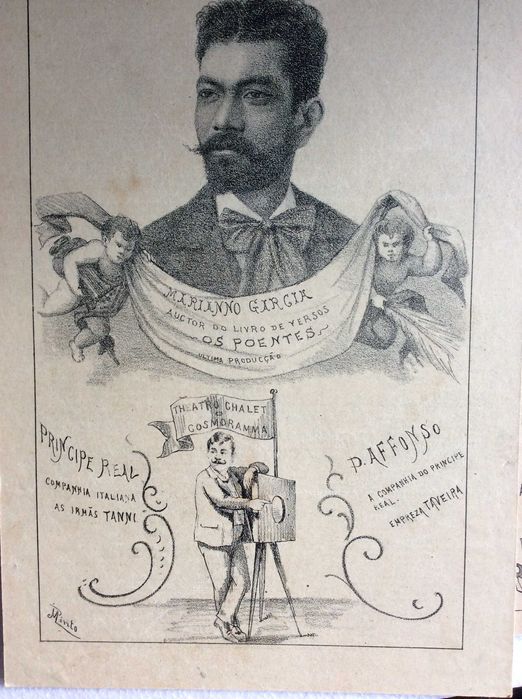 MARIANNO GARCIA
AUCTOR DO LIVRO DE VERSOS
OS POENTES
ULTIMA PRODUCÇÃO
THEATRO CHALET
COSMORAMMA
PRINCIPE REAL
COMPANHIA ITALIANA
AS IRMÃS TANNI
D. AFFONSO
A COMPANHIA DO PRINCIPE
REAL.
EMPREZA TAVEIRA
Pinto